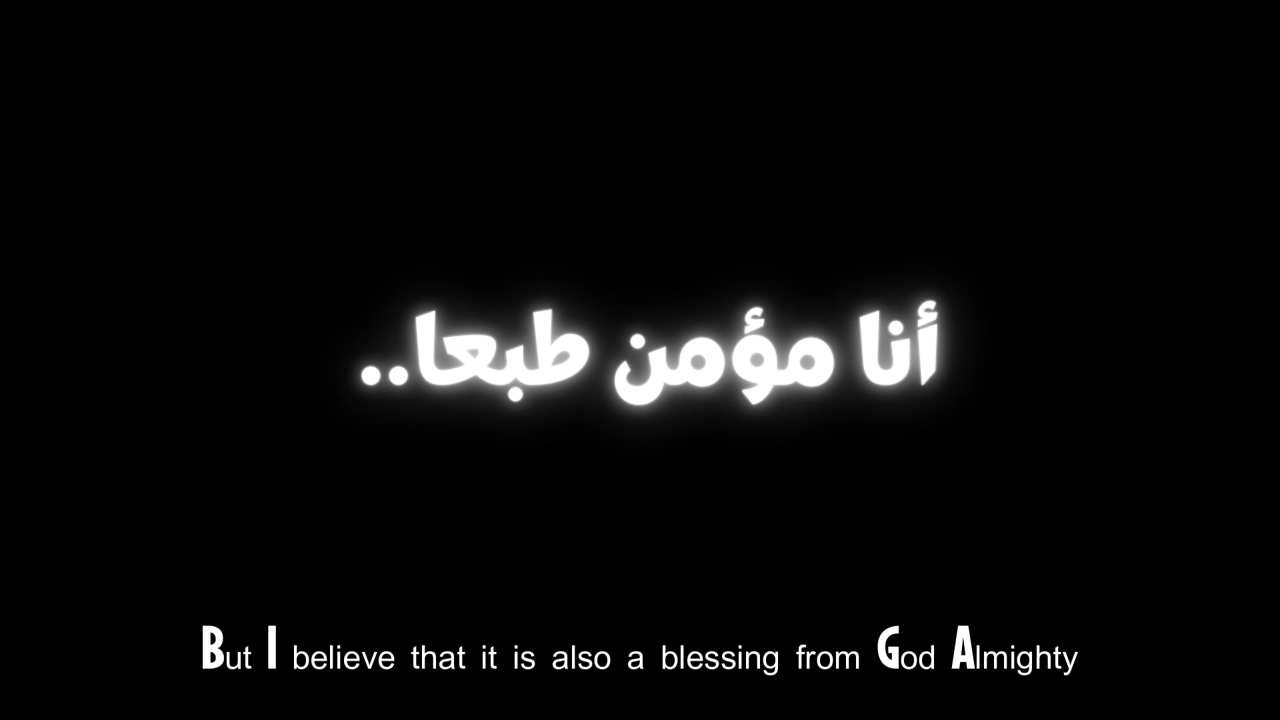 أنا مؤمن طبعا..
But I believe that it is also a blessing from God Almighty